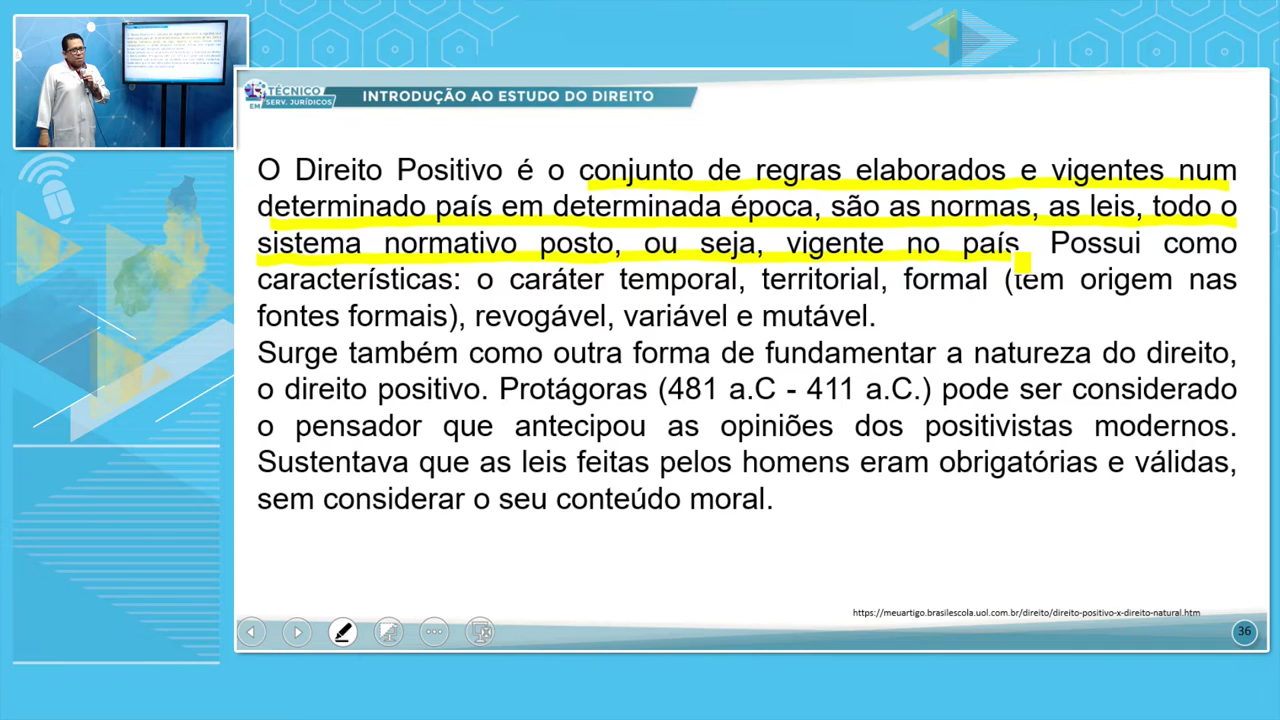 TÉCNICO
EM SERV. JURÍDICOS
INTRODUÇÃO AO ESTUDO DO DIREITO
O Direito Positivo é o conjunto de regras elaborados e vigentes num
determinado país em determinada época, são as normas, as leis, todo o
sistema normativo posto, ou seja, vigente no país Possui como
características: o caráter temporal, territorial, formal (tem origem nas
fontes formais), revogável, variável e mutável.
Surge também como outra forma de fundamentar a natureza do direito,
o direito positivo. Protágoras (481 a.C - 411 a.C.) pode ser considerado
o pensador que antecipou as opiniões dos positivistas modernos.
Sustentava que as leis feitas pelos homens eram obrigatórias e válidas,
sem considerar o seu conteúdo moral.
https://meuartigo.brasilescola.uol.com.br/direito/direito-positivo-x-direito-natural.htm
36